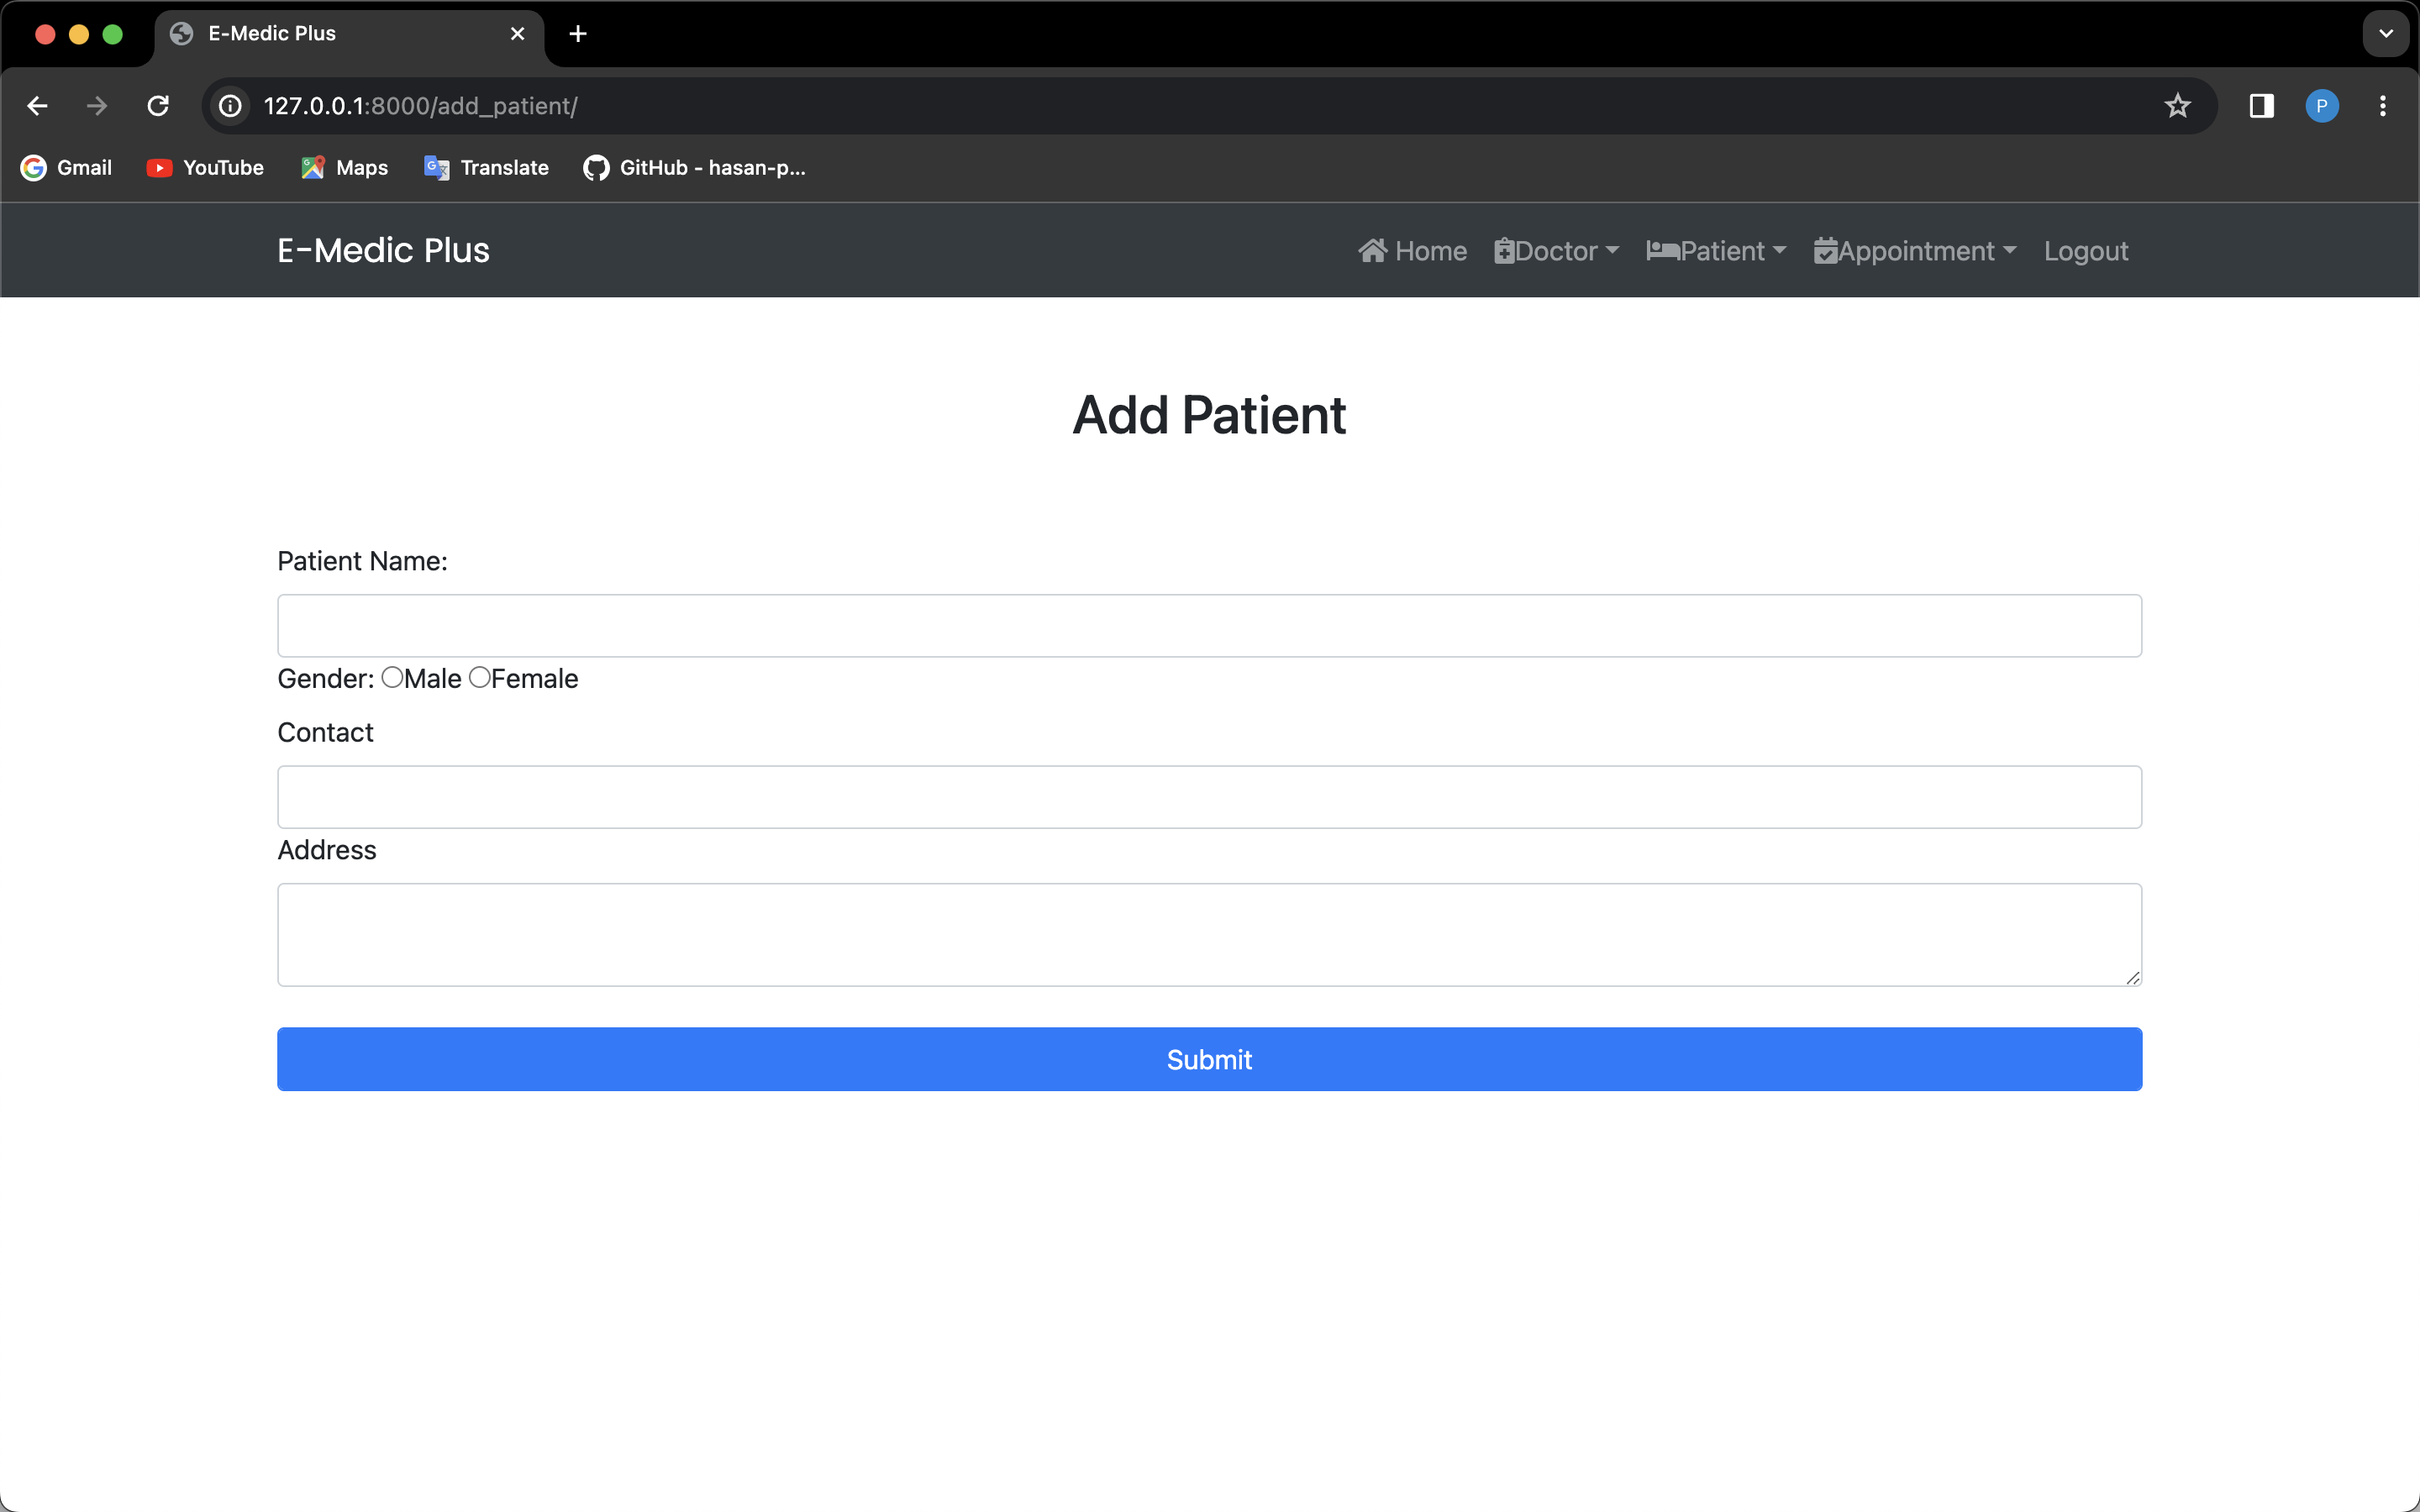 E-Medic Plus
127.0.0.1:8000/add_patient/
P
Gmail YouTube Maps Translate GitHub - hasan-p...
E-Medic Plus Home Doctor Patient Appointment Logout
Add Patient
Patient Name:
Gender: Male Female
Contact
Address
Submit